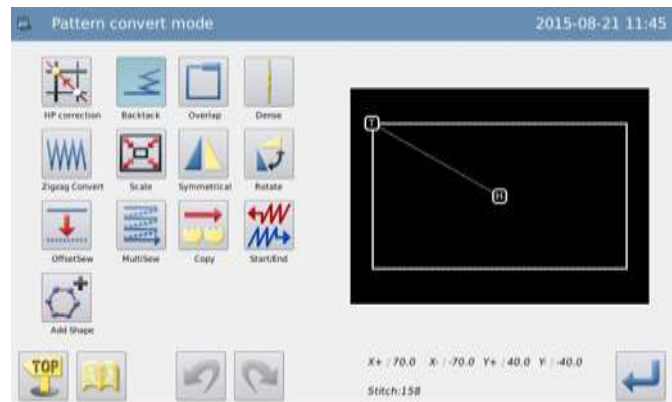 Pattern convert mode 2015-08-21 11:45
HP correction Backtack Overlap Dense
Zigzag Convert Scale Symmetrical Rotate
OffsetSew MultiSew Copy Start/End
Add Shape
T
H
TOP
X+ : 70.0 X- : -70.0 Y+ : 40.0 Y- : -40.0
Stitch:158